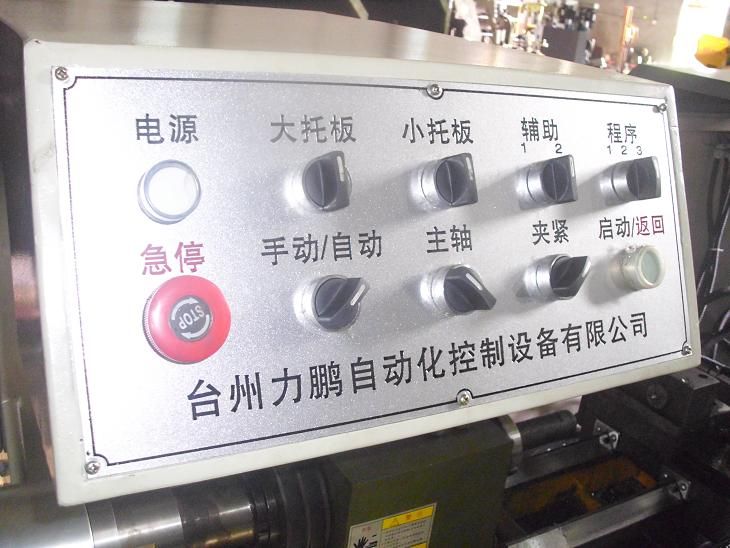 电源 大托板 小托板 辅助 程序
1 2 1 2 3
急停 手动/自动 主轴 夹紧 启动/返回
STOP
台州力鹏自动化控制设备有限公司